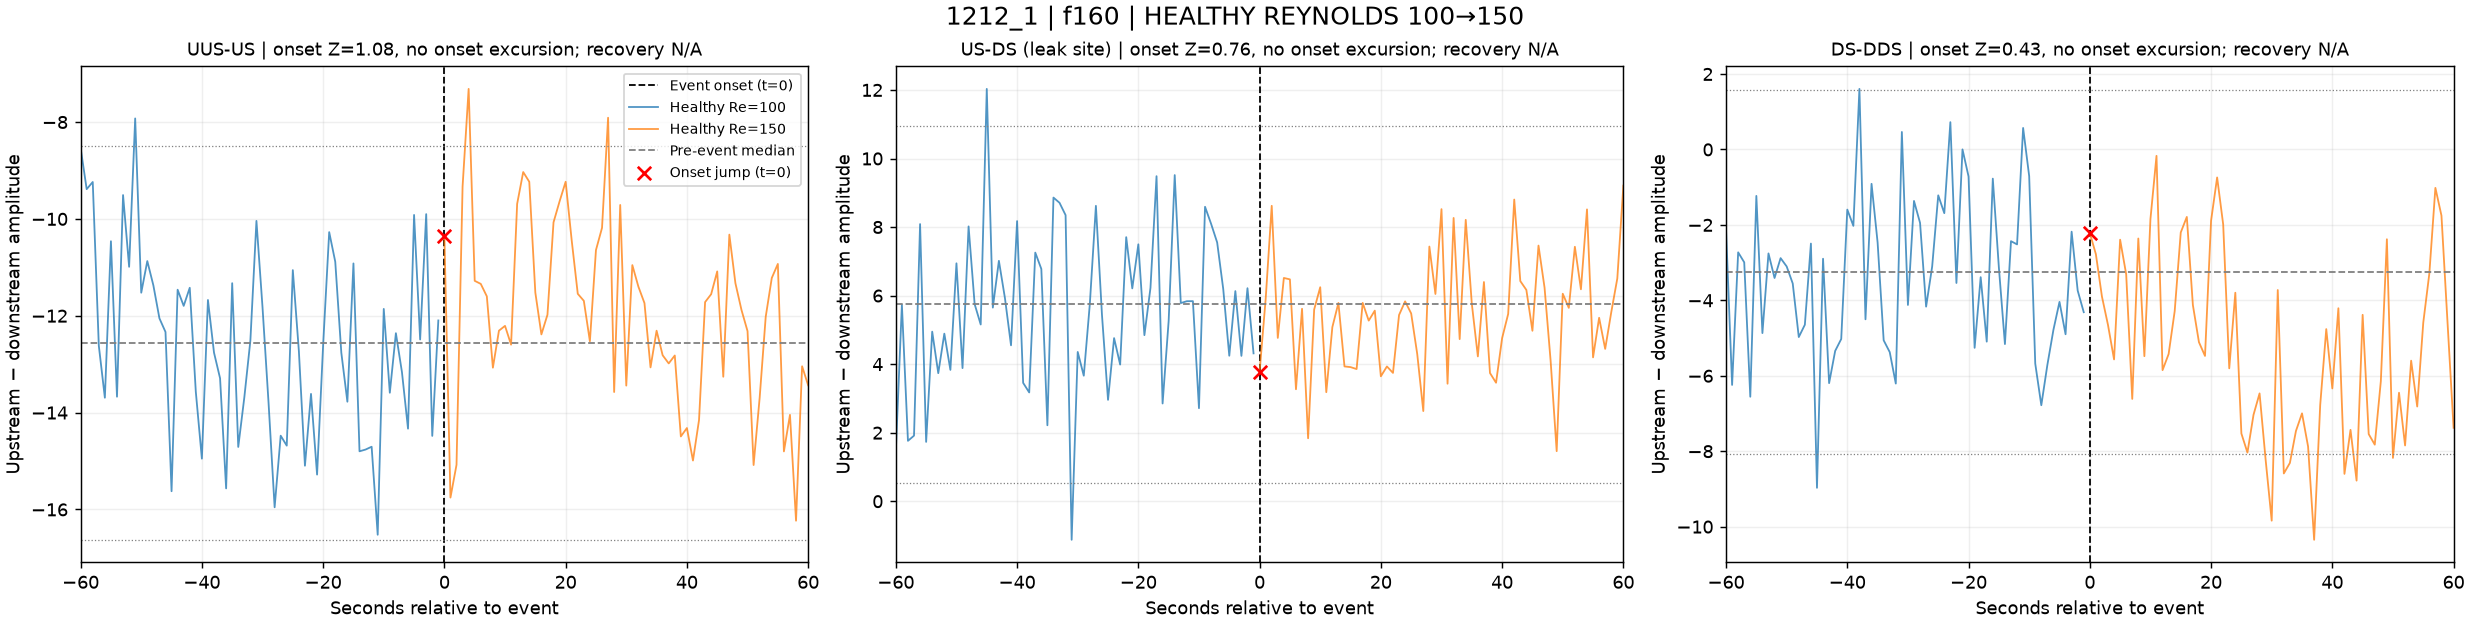 1212_1 | f160 | HEALTHY REYNOLDS 100→150
UUS-US | onset Z=1.08, no onset excursion; recovery N/A
Upstream − downstream amplitude
−8
−10
−12
−14
−16
Event onset (t=0)
Healthy Re=100
Healthy Re=150
Pre-event median
Onset jump (t=0)
−60
−40
−20
0
20
40
60
Seconds relative to event
US-DS (leak site) | onset Z=0.76, no onset excursion; recovery N/A
Upstream − downstream amplitude
12
10
8
6
4
2
0
−60
−40
−20
0
20
40
60
Seconds relative to event
DS-DDS | onset Z=0.43, no onset excursion; recovery N/A
Upstream − downstream amplitude
2
0
−2
−4
−6
−8
−10
−60
−40
−20
0
20
40
60
Seconds relative to event